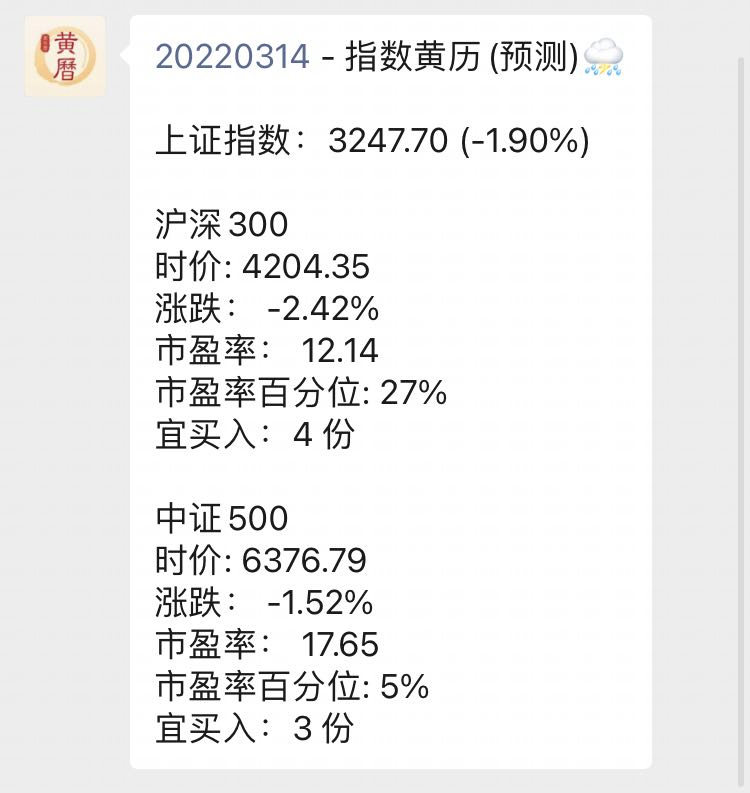 黄
曆
20220314 - 指数黄历 (预测)
上证指数： 3247.70 (-1.90%)
沪深 300
时价: 4204.35
涨跌： -2.42%
市盈率： 12.14
市盈率百分位: 27%
宜买入： 4 份
中证 500
时价: 6376.79
涨跌： -1.52%
市盈率： 17.65
市盈率百分位: 5%
宜买入： 3 份